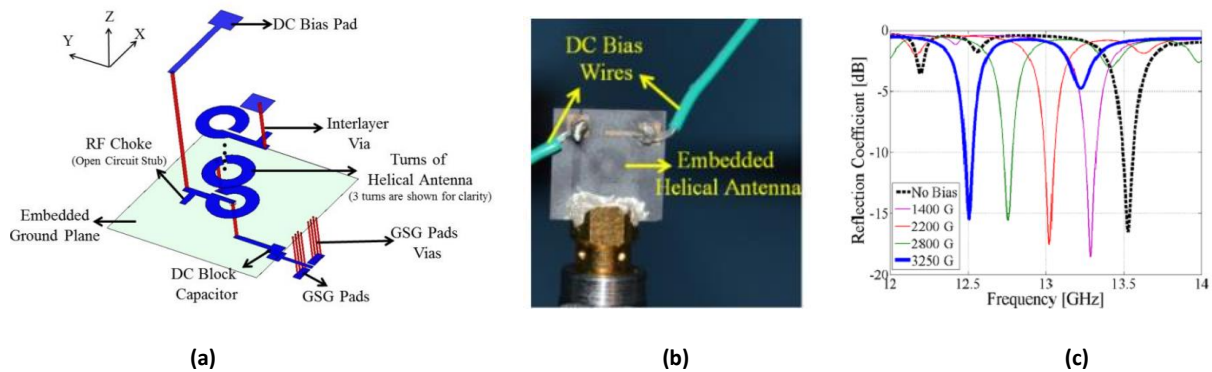 Z
Y
X
DC Bias Pad
Interlayer
Via
RF Choke
(Open Circuit Stub)
Turns of
Helical Antenna
(3 turns are shown for clarity)
Embedded
Ground Plane
GSG Pads
Vias
DC Block
Capacitor
GSG Pads
(a)
DC Bias
Wires
Embedded
Helical Antenna
(b)
Reflection Coefficient [dB]
0
-5
-10
-15
-20
No Bias
1400 G
2200 G
2800 G
3250 G
12
12.5
13
13.5
14
Frequency [GHz]
(c)